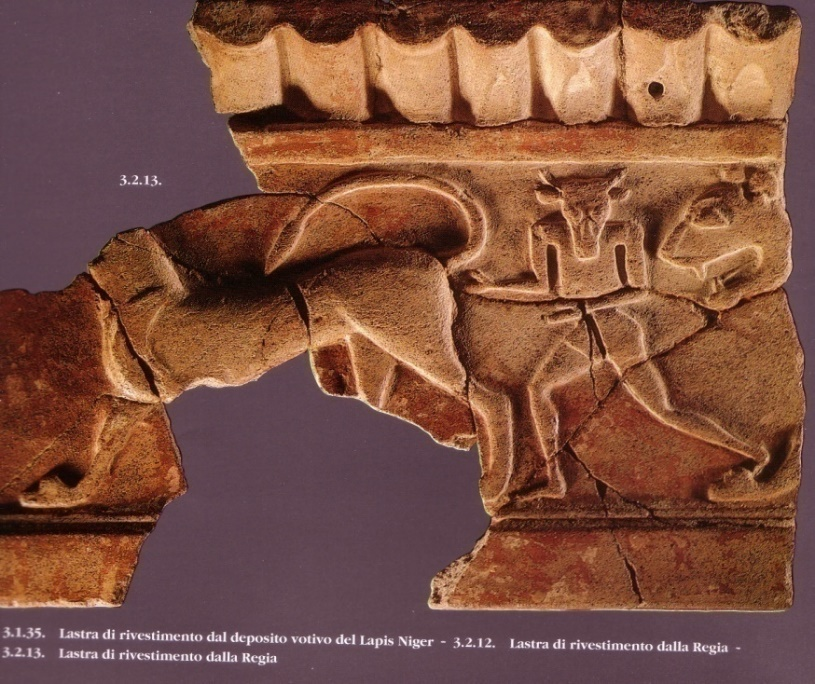 3.2.13.
3.1.35. Lastra di rivestimento dal deposito votivo del Lapis Niger - 3.2.12. Lastra di rivestimento dalla Regia -
3.2.13. Lastra di rivestimento dalla Regia